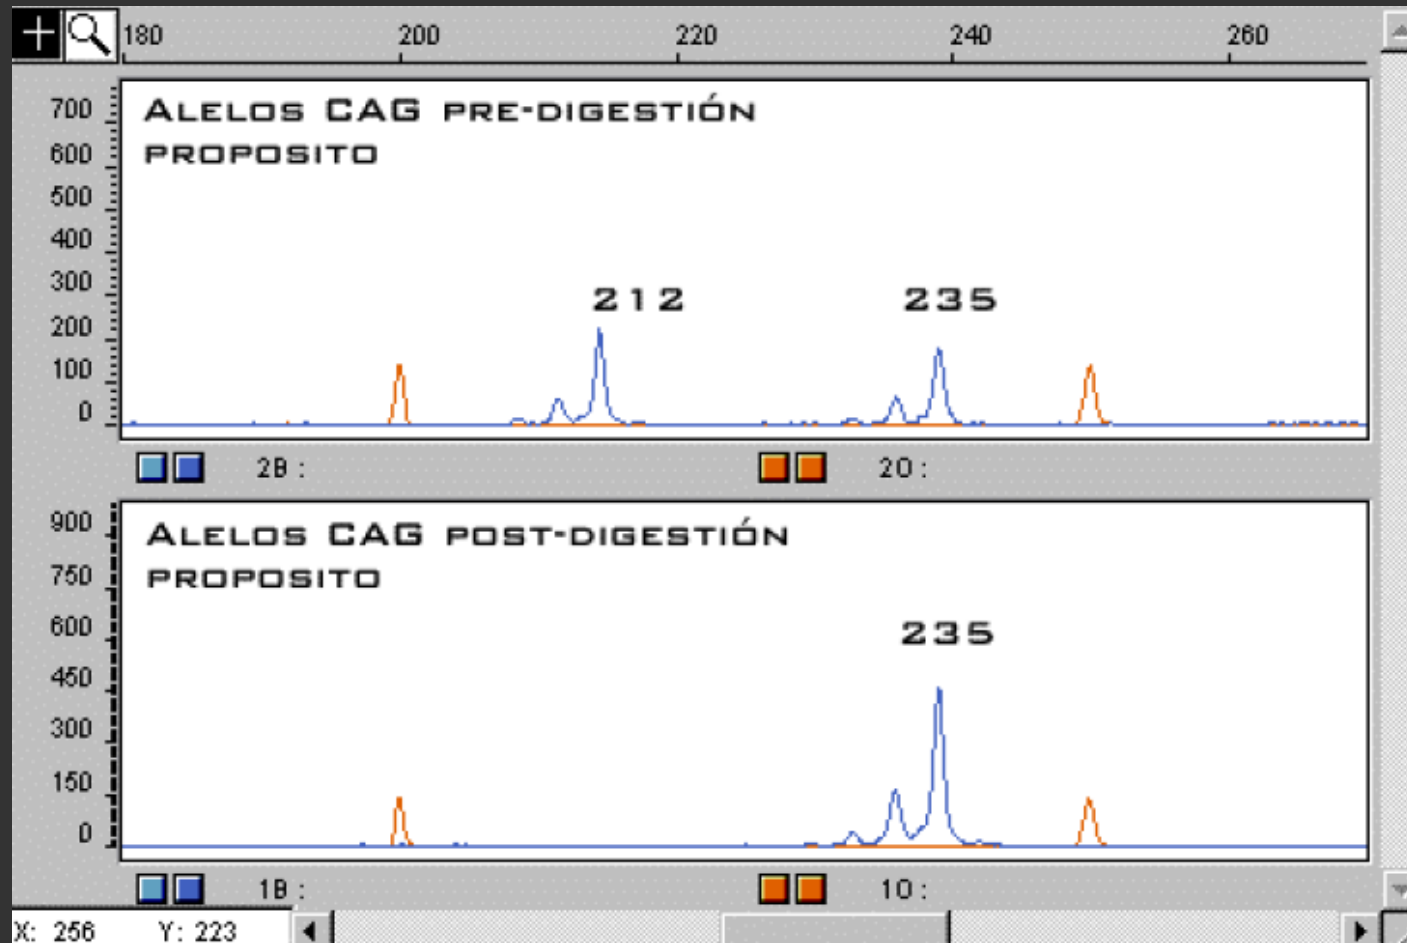 180 200 220 240 260
700
600
500
400
300
200
100
0
ALELOS CAG PRE-DIGESTIÓN
PROPOSITO
212 235
2B : 2O :
900
750
600
450
300
150
0
ALELOS CAG POST-DIGESTIÓN
PROPOSITO
235
1B : 1O :
X: 256 Y: 223